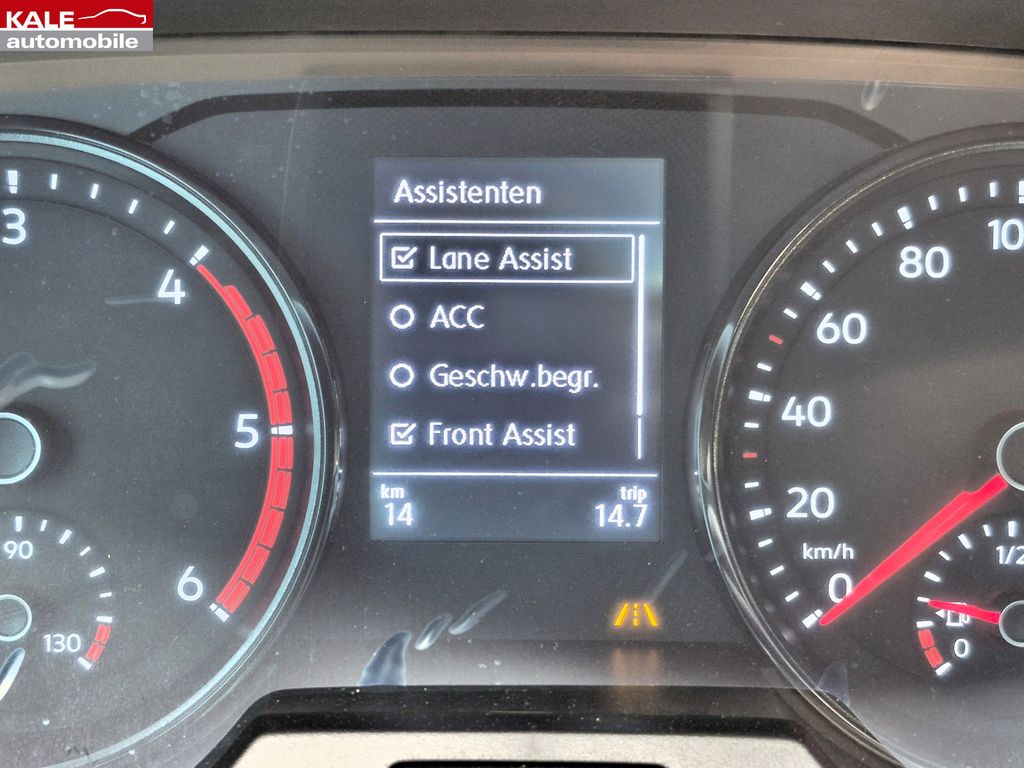 KALE
automobile
Assistenten
Lane Assist
ACC
Geschw.begr.
Front Assist
km
14
trip
14.7
3
4
5
6
90
130
10
80
60
40
20
0
km/h
1/2
0